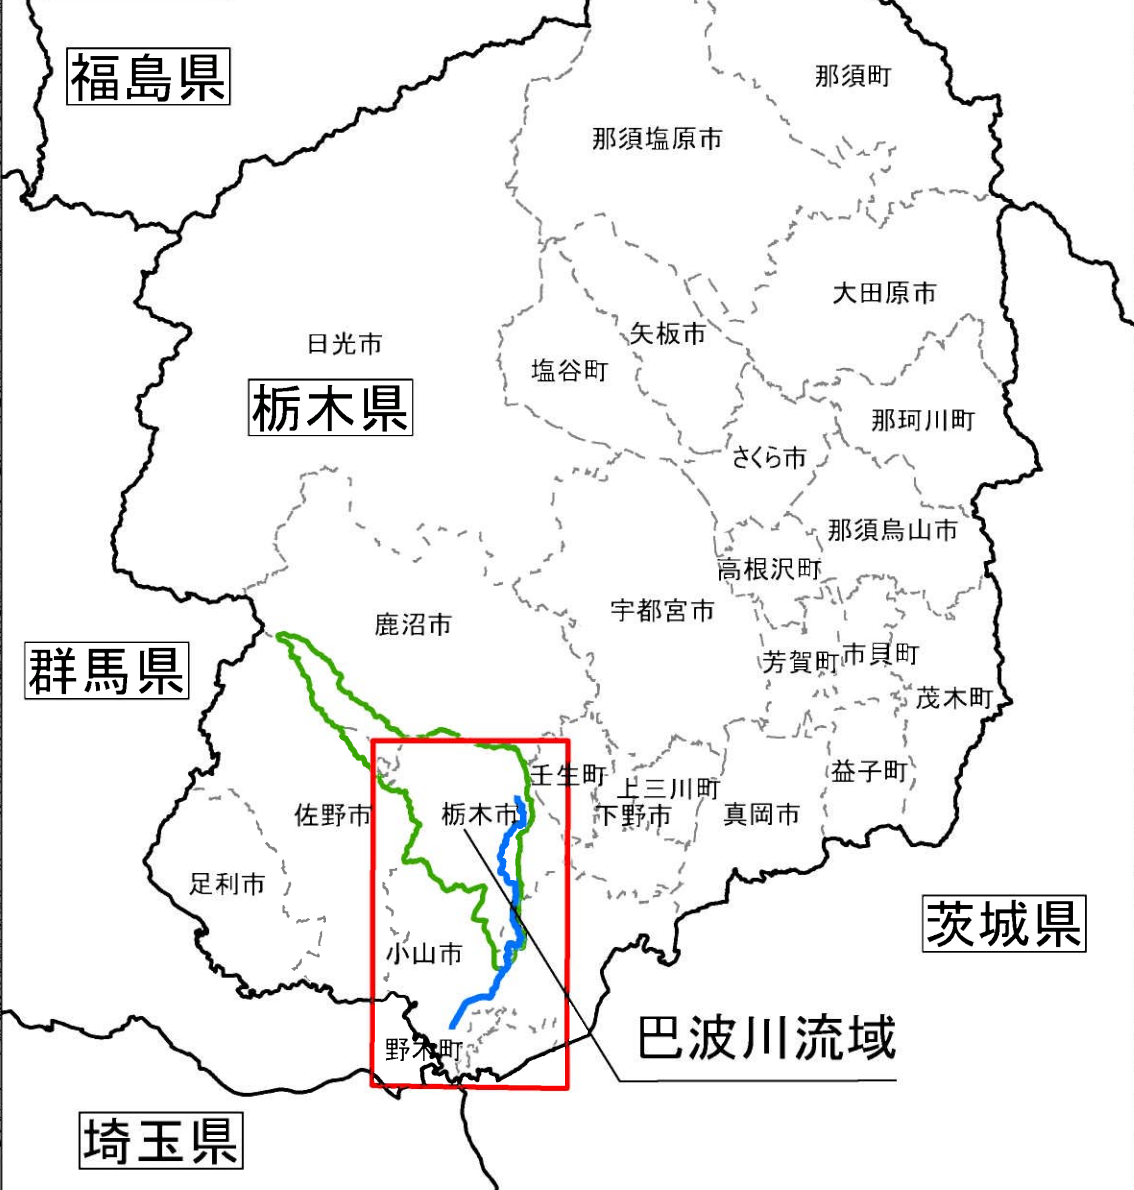 福島県
那須町
那須塩原市
大田原市
矢板市
日光市
塩谷町
栃木県
那珂川町
さくら市
那須烏山市
高根沢町
宇都宮市
鹿沼市
市貝町
芳賀町
群馬県
茂木町
益子町
壬生町
上三川町
佐野市
栃木市
下野市
真岡市
足利市
茨城県
小山市
巴波川流域
野木町
埼玉県